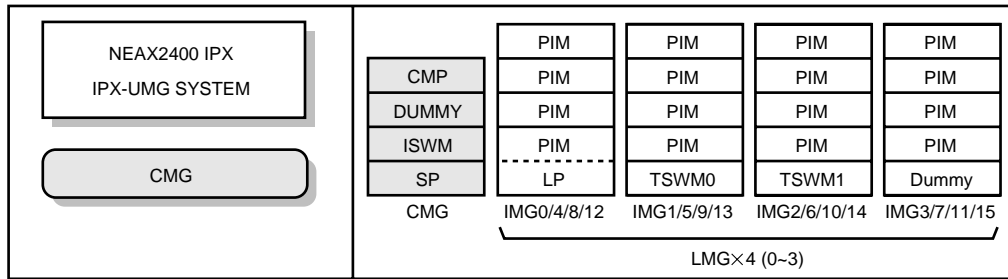 NEAX2400 IPX
IPX-UMG SYSTEM
CMG
PIM PIM PIM PIM
CMP PIM PIM PIM PIM
DUMMY PIM PIM PIM PIM
ISWM PIM PIM PIM PIM
SP LP TSWM0 TSWM1 Dummy
CMG IMG0/4/8/12 IMG1/5/9/13 IMG2/6/10/14 IMG3/7/11/15
LMG×4 (0~3)